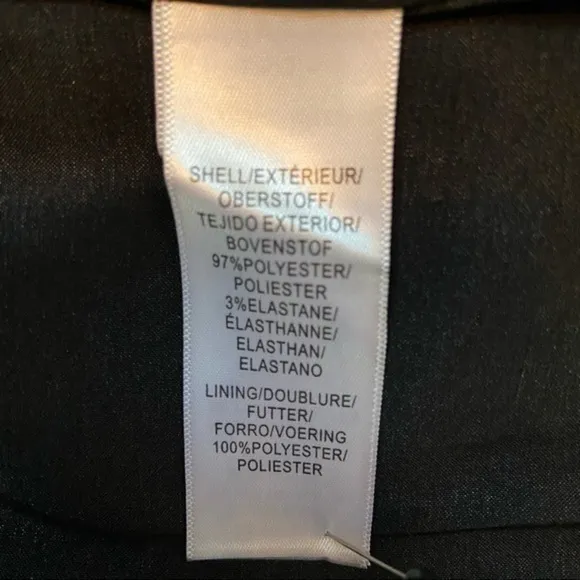 SHELL/EXTÉRIEUR/
OBERSTOFF/
TEJIDO EXTERIOR/
BOVENSTOF
97%POLYESTER/
POLIESTER
3%ELASTANE/
ÉLASTHANNE/
ELASTHAN/
ELASTANO
LINING/DOUBLURE/
FUTTER/
FORRO/VOERING
100%POLYESTER/
POLIESTER